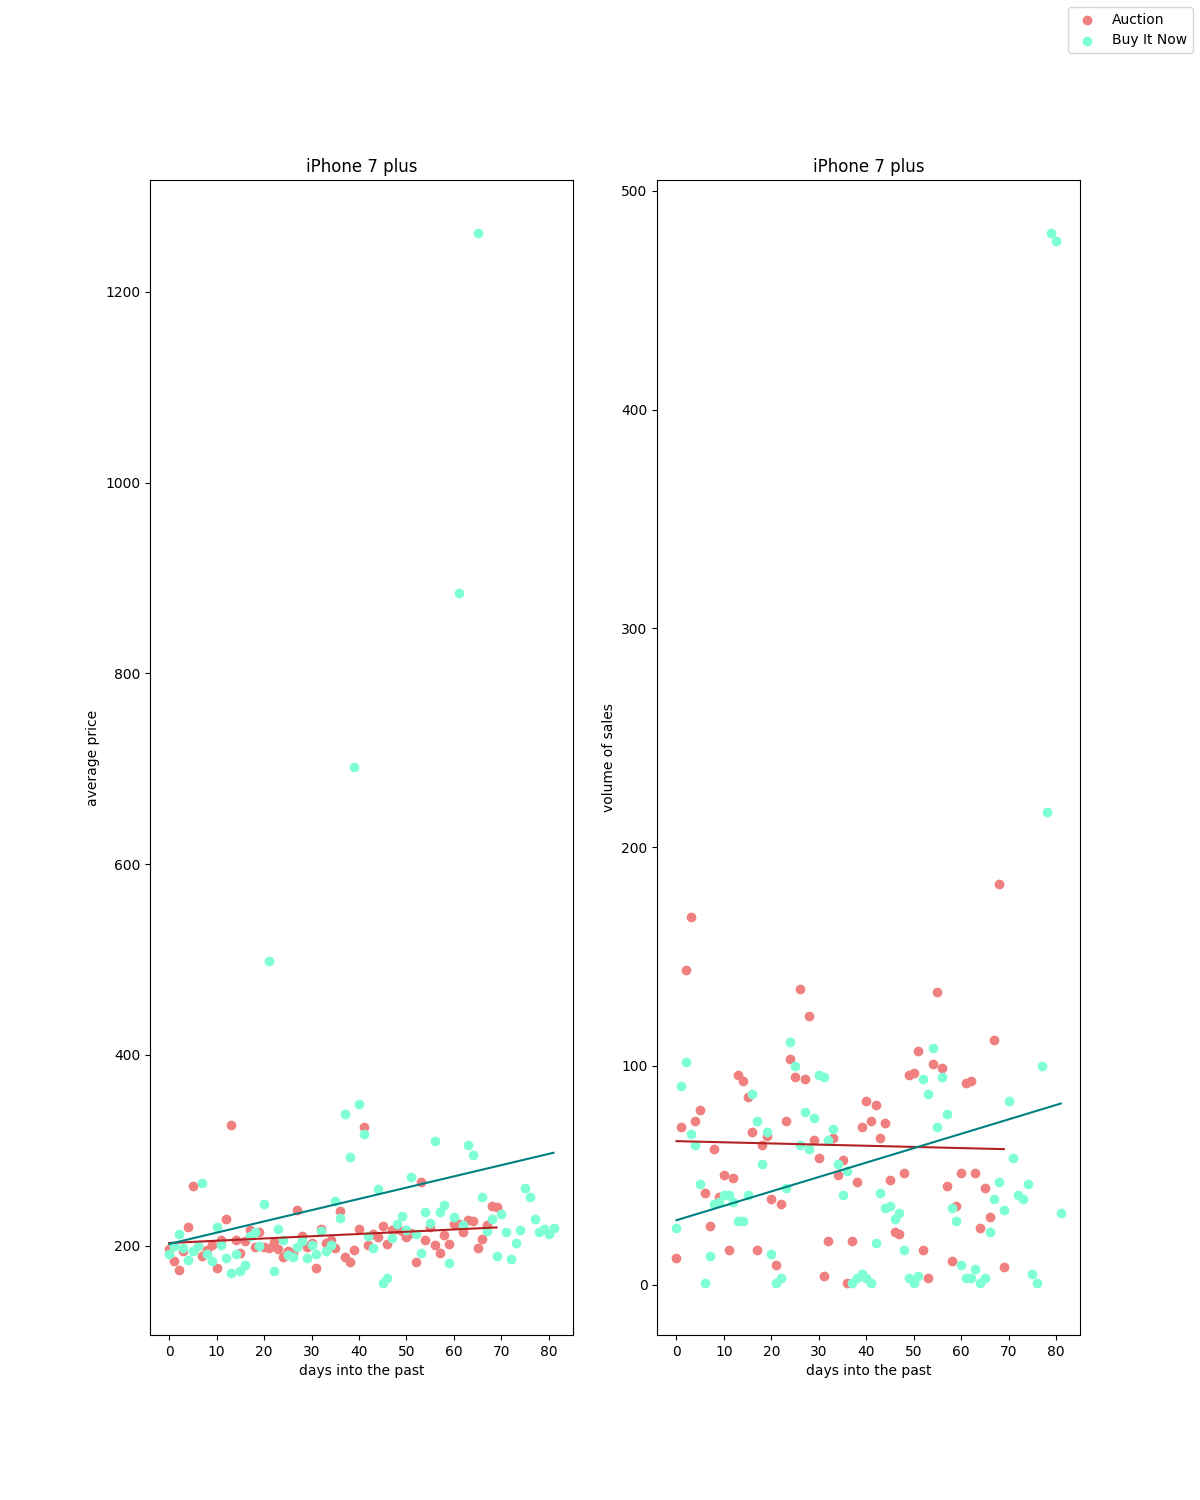 Auction
Buy It Now
iPhone 7 plus
1200
1000
800
600
400
200
average price
0 10 20 30 40 50 60 70 80
days into the past
iPhone 7 plus
500
400
300
200
100
0
volume of sales
0 10 20 30 40 50 60 70 80
days into the past